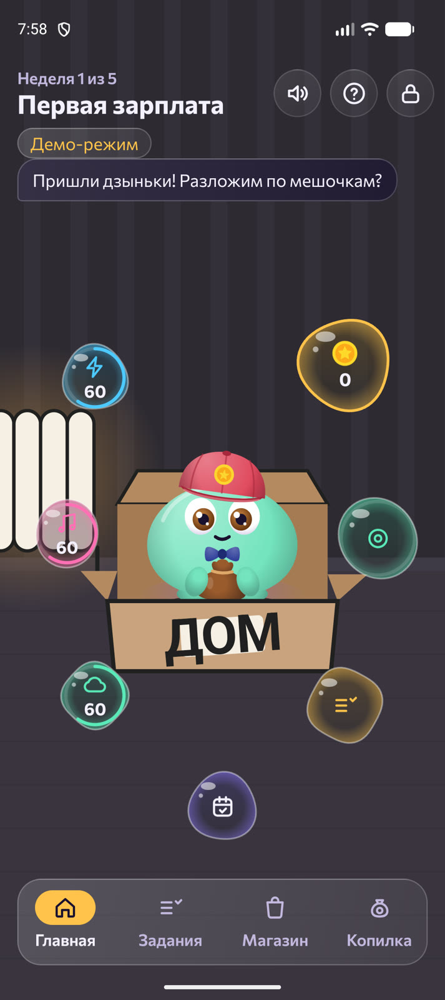 7:58
Неделя 1 из 5
Первая зарплата
Демо-режим
Пришли дзыньки! Разложим по мешочкам?
60
0
60
ДОМ
60
Главная
Задания
Магазин
Копилка